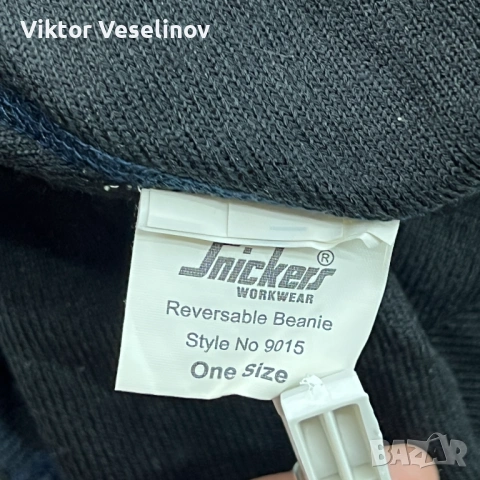 Viktor Veselinov
Snickers®
WORKWEAR
Reversable Beanie
Style No 9015
One size
BAZAR